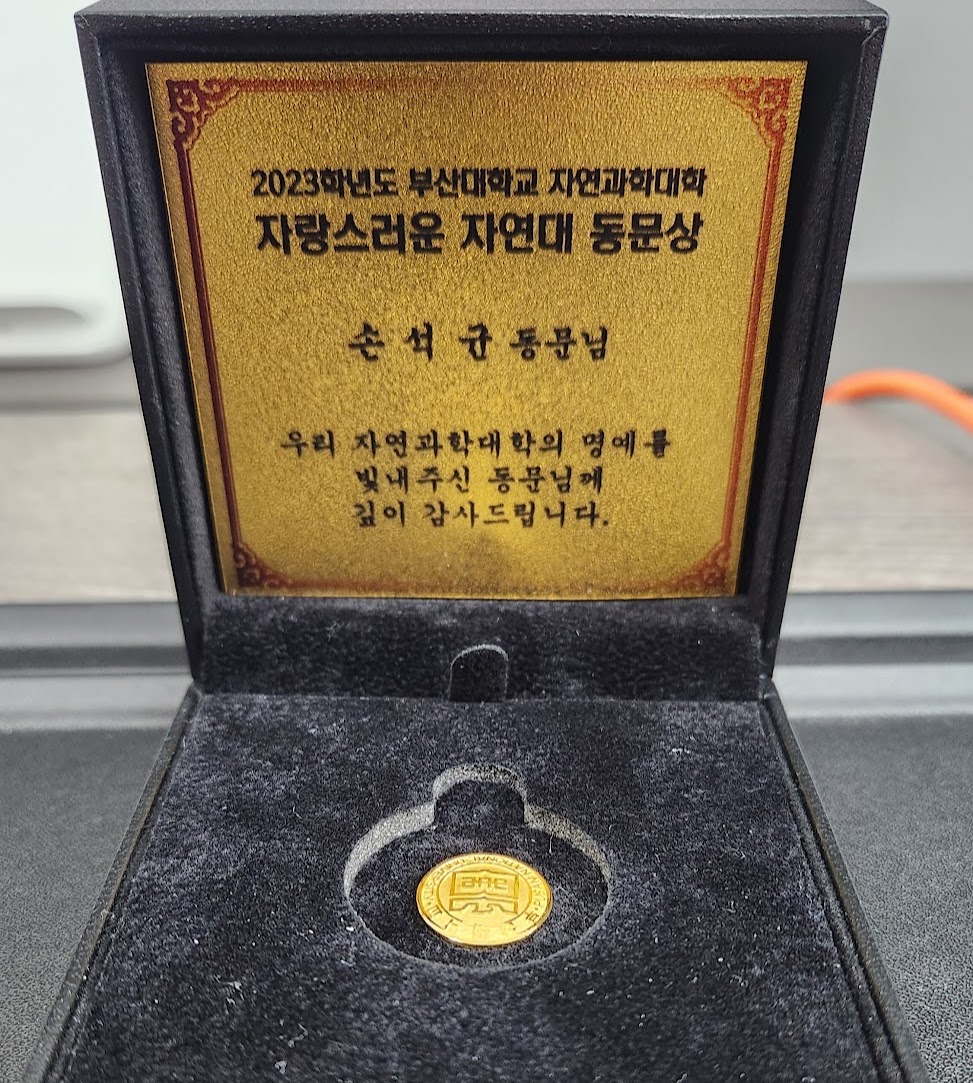 2023학년도 부산대학교 자연과학대학
자랑스러운 자연대 동문상
손 석 균 동문님
우리 자연과학대학의 명예를
빛내주신 동문님께
깊이 감사드립니다.